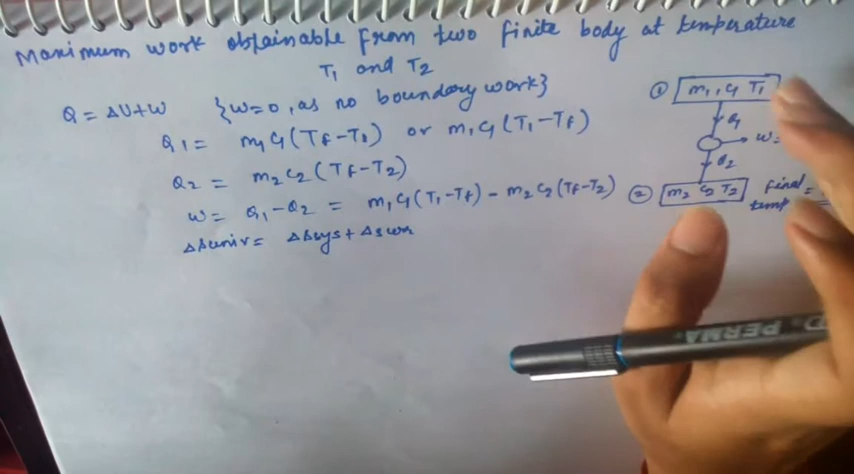 Maximum work obtainable from two finite body at temperature
T1 and T2
Q = ΔU+W {W=0, as no boundary work}
Q1 = m1C1(Tf-T1) or m1C1(T1-Tf)
Q2 = m2C2(Tf-T2)
W = Q1-Q2 = m1C1(T1-Tf) - m2C2(Tf-T2)
ΔSuniv = ΔSsys + ΔSurr
① m1, C1 T1
Q1
W=
Q2
② m2 C2 T2
final =
temp
D. PERMA